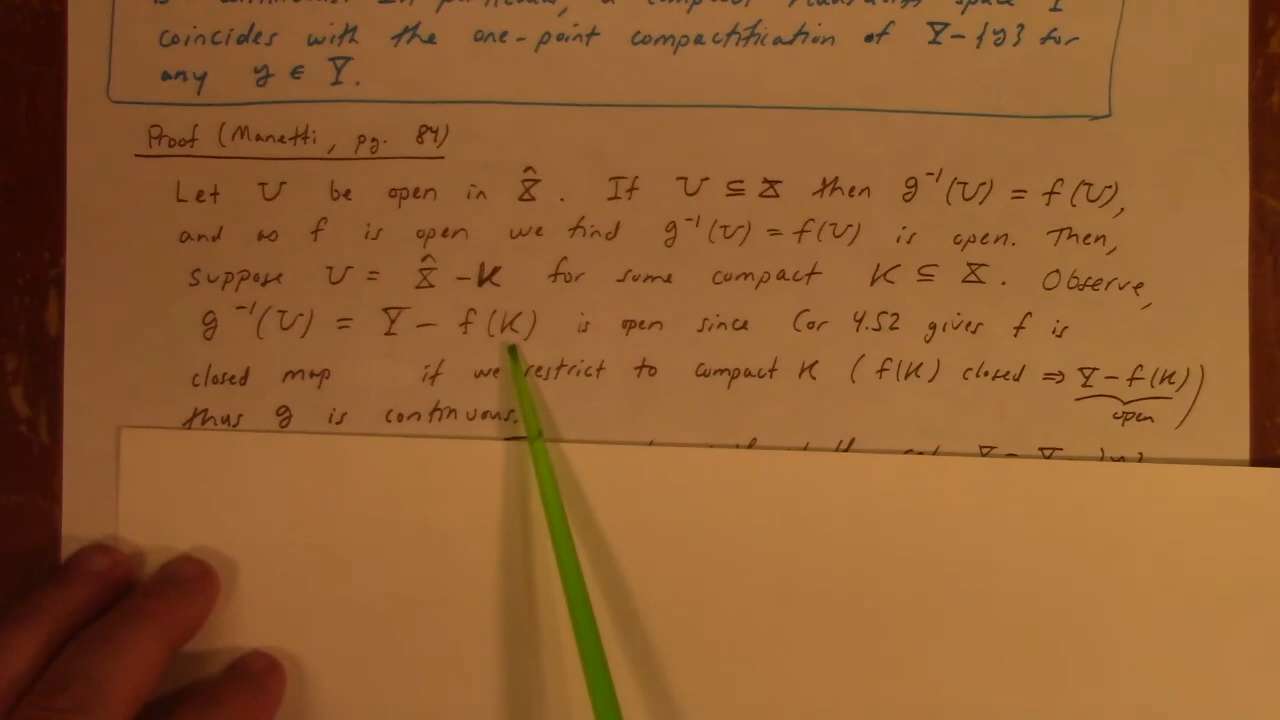 coincides with the one-point compactification of Y-{y} for
any y ∈ Y.
Proof (Manetti, pg. 84)
Let U be open in X̂. If U ⊆ X then g⁻¹(U) = f(U),
and as f is open we find g⁻¹(U) = f(U) is open. Then,
suppose U = X̂ - K for some compact K ⊆ X. Observe,
g⁻¹(U) = Y - f(K) is open since Cor 4.52 gives f is
closed map if we restrict to compact K (f(K) closed ⇒ Y - f(K))
open
thus g is continuous.